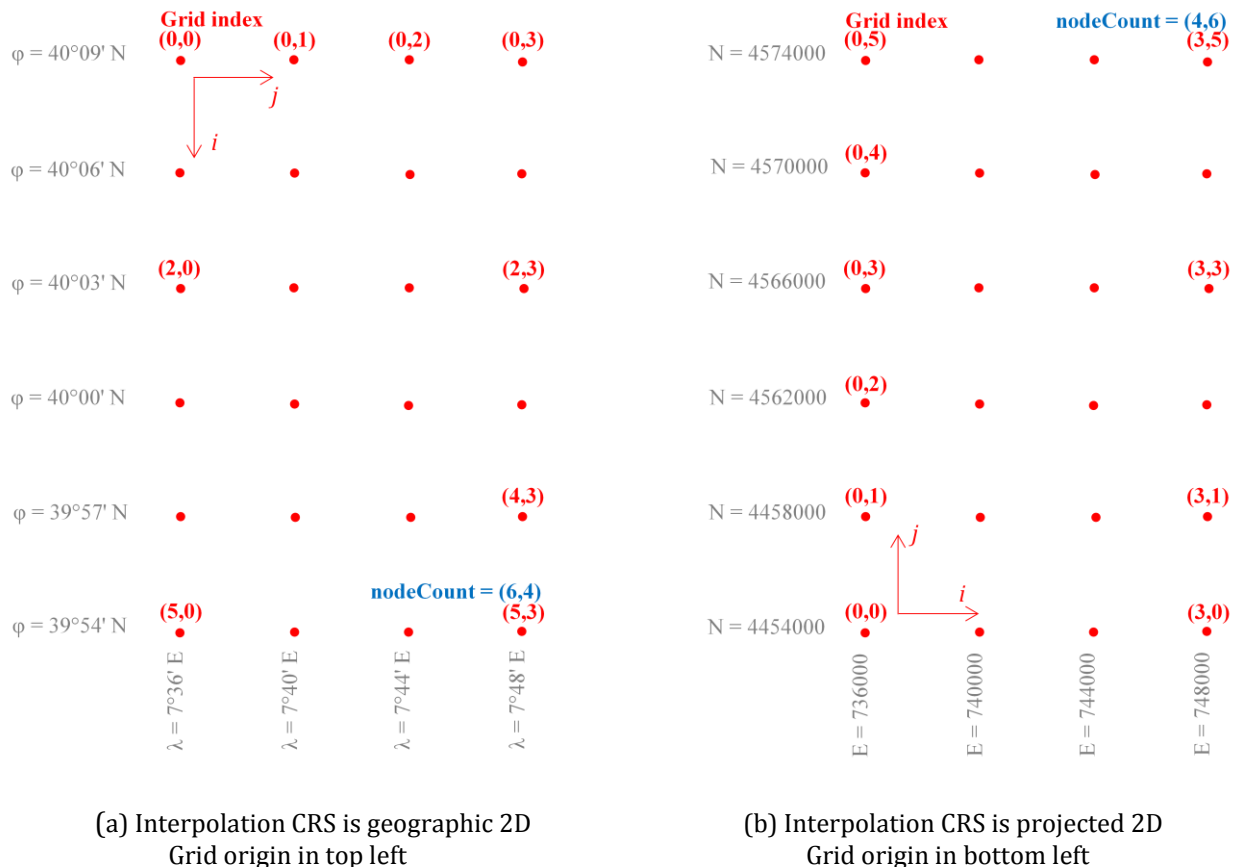 Grid index
φ = 40°09' N
(0,0) (0,1) (0,2) (0,3)
j
i
φ = 40°06' N
(2,0) (2,3)
φ = 40°03' N
φ = 40°00' N
(4,3)
φ = 39°57' N
nodeCount = (6,4)
(5,0) (5,3)
φ = 39°54' N
λ = 7°36' E
λ = 7°40' E
λ = 7°44' E
λ = 7°48' E
(a) Interpolation CRS is geographic 2D
Grid origin in top left
Grid index nodeCount = (4,6)
(0,5) (3,5)
N = 4574000
(0,4)
N = 4570000
(0,3) (3,3)
N = 4566000
(0,2)
N = 4562000
(0,1) (3,1)
N = 4458000
j
i
(0,0) (3,0)
N = 4454000
E = 736000
E = 740000
E = 744000
E = 748000
(b) Interpolation CRS is projected 2D
Grid origin in bottom left